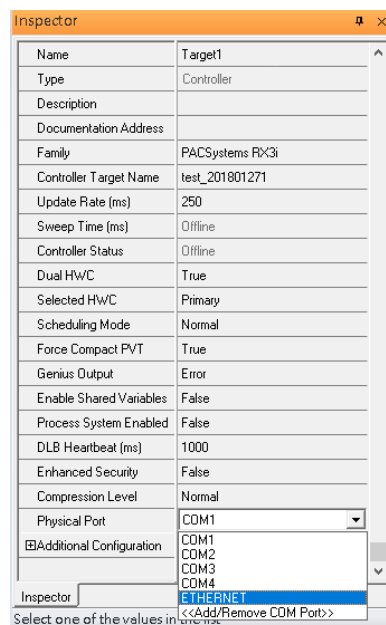 Inspector
Name Target1
Type Controller
Description
Documentation Address
Family PACSystems RX3i
Controller Target Name test_201801271
Update Rate (ms) 250
Sweep Time (ms) Offline
Controller Status Offline
Dual HWC True
Selected HWC Primary
Scheduling Mode Normal
Force Compact PVT True
Genius Output Error
Enable Shared Variables False
Process System Enabled False
DLB Heartbeat (ms) 1000
Enhanced Security False
Compression Level Normal
Physical Port COM1
Additional Configuration
COM1
COM2
COM3
COM4
ETHERNET
<<Add/Remove COM Port>>
Inspector
Select one of the values in the list